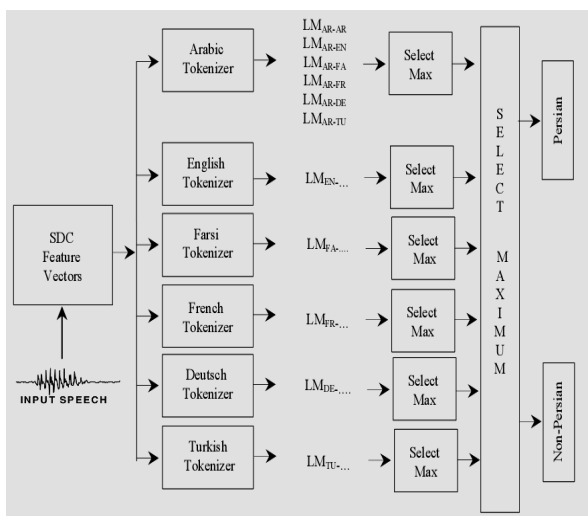 Arabic
Tokenizer
LMAR-AR
LMAR-EN
LMAR-FA
LMAR-FR
LMAR-DE
LMAR-TU
Select
Max
English
Tokenizer
LMEN-....
Select
Max
SDC
Feature
Vectors
Farsi
Tokenizer
LMFA-....
Select
Max
French
Tokenizer
LMFR-...
Select
Max
INPUT SPEECH
Deutsch
Tokenizer
LMDE-....
Select
Max
Turkish
Tokenizer
LMTU-...
Select
Max
SELECT MAXIMUM
Persian
Non-Persian